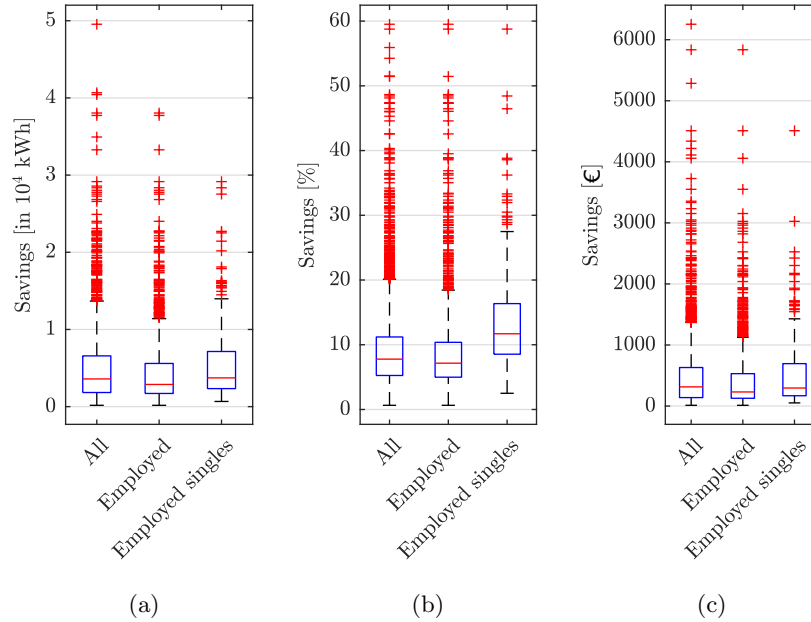 Savings [in 10⁴ kWh]
5
4
3
2
1
0
All
Employed
Employed singles
(a)
Savings [%]
60
50
40
30
20
10
0
All
Employed
Employed singles
(b)
Savings [€]
6000
5000
4000
3000
2000
1000
0
All
Employed
Employed singles
(c)